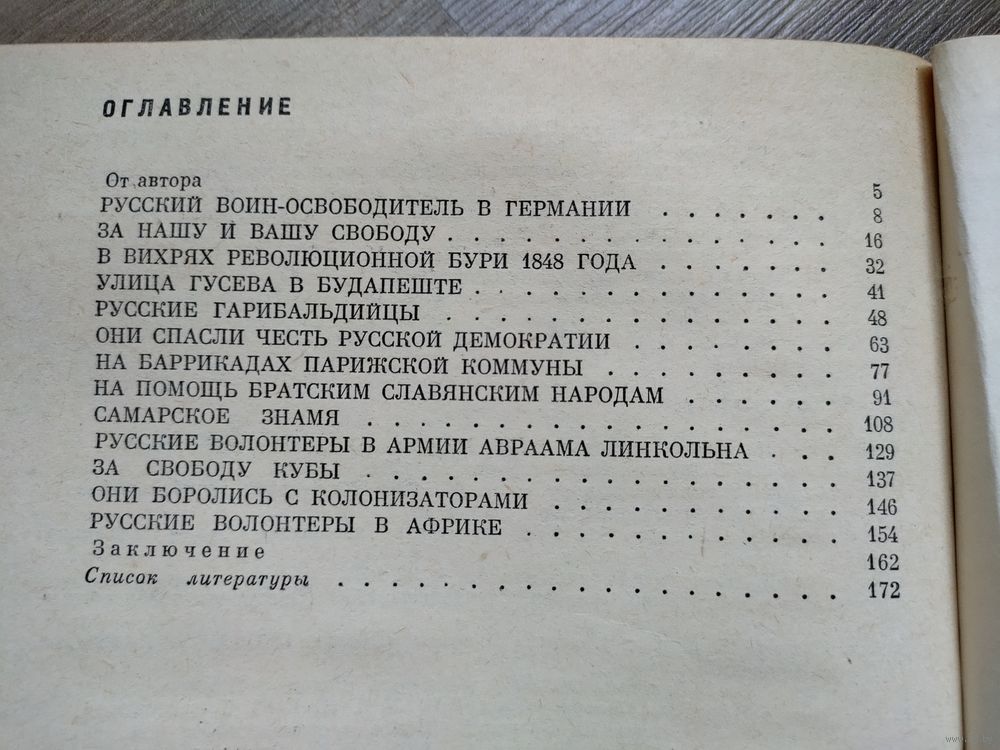 ОГЛАВЛЕНИЕ
От автора 5
РУССКИЙ ВОИН-ОСВОБОДИТЕЛЬ В ГЕРМАНИИ . . . . . . . 8
ЗА НАШУ И ВАШУ СВОБОДУ . . . . . . . . . . . . . . . 16
В ВИХРЯХ РЕВОЛЮЦИОННОЙ БУРИ 1848 ГОДА . . . . . . . 32
УЛИЦА ГУСЕВА В БУДАПЕШТЕ . . . . . . . . . . . . . . 41
РУССКИЕ ГАРИБАЛЬДИЙЦЫ . . . . . . . . . . . . . . . 48
ОНИ СПАСЛИ ЧЕСТЬ РУССКОЙ ДЕМОКРАТИИ . . . . . . . . 63
НА БАРРИКАДАХ ПАРИЖСКОЙ КОММУНЫ . . . . . . . . . 77
НА ПОМОЩЬ БРАТСКИМ СЛАВЯНСКИМ НАРОДАМ . . . . . . 91
САМАРСКОЕ ЗНАМЯ . . . . . . . . . . . . . . . . . . 108
РУССКИЕ ВОЛОНТЕРЫ В АРМИИ АВРААМА ЛИНКОЛЬНА . . . 129
ЗА СВОБОДУ КУБЫ . . . . . . . . . . . . . . . . . . 137
ОНИ БОРОЛИСЬ С КОЛОНИЗАТОРАМИ . . . . . . . . . . . 146
РУССКИЕ ВОЛОНТЕРЫ В АФРИКЕ . . . . . . . . . . . . 154
Заключение 162
Список литературы . . . . . . . . . . . . . . . . . . . 172